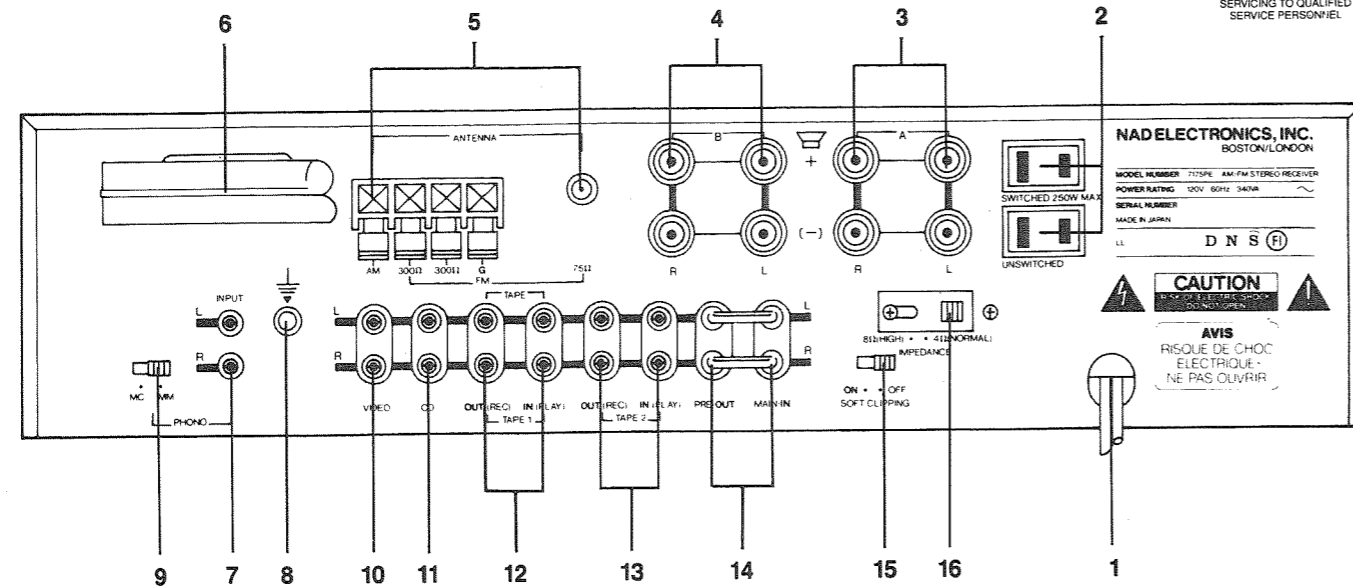 SERVICING TO QUALIFIED
SERVICE PERSONNEL
6 5 4 3 2
ANTENNA
B
A
+
(−)
R L
R L
AM 300Ω 300Ω G 75Ω
FM
SWITCHED 250W MAX
UNSWITCHED
NAD ELECTRONICS, INC.
BOSTON/LONDON
MODEL NUMBER 7175PE AM/FM STEREO RECEIVER
POWER RATING 120V 60Hz 340VA
SERIAL NUMBER
MADE IN JAPAN
LL D N S FI
CAUTION
RISK OF ELECTRIC SHOCK
DO NOT OPEN
AVIS
RISQUE DE CHOC
ELECTRIQUE-
NE PAS OUVRIR
INPUT
L
R
MC • • MM
PHONO
TAPE
L L
R R
VIDEO CD OUT (REC) IN (PLAY) OUT (REC) IN (PLAY) PRE-OUT MAIN-IN
TAPE 1 TAPE 2
8Ω(HIGH) • • 4Ω(NORMAL)
IMPEDANCE
ON • • OFF
SOFT CLIPPING
9 7 8 10 11 12 13 14 15 16 1